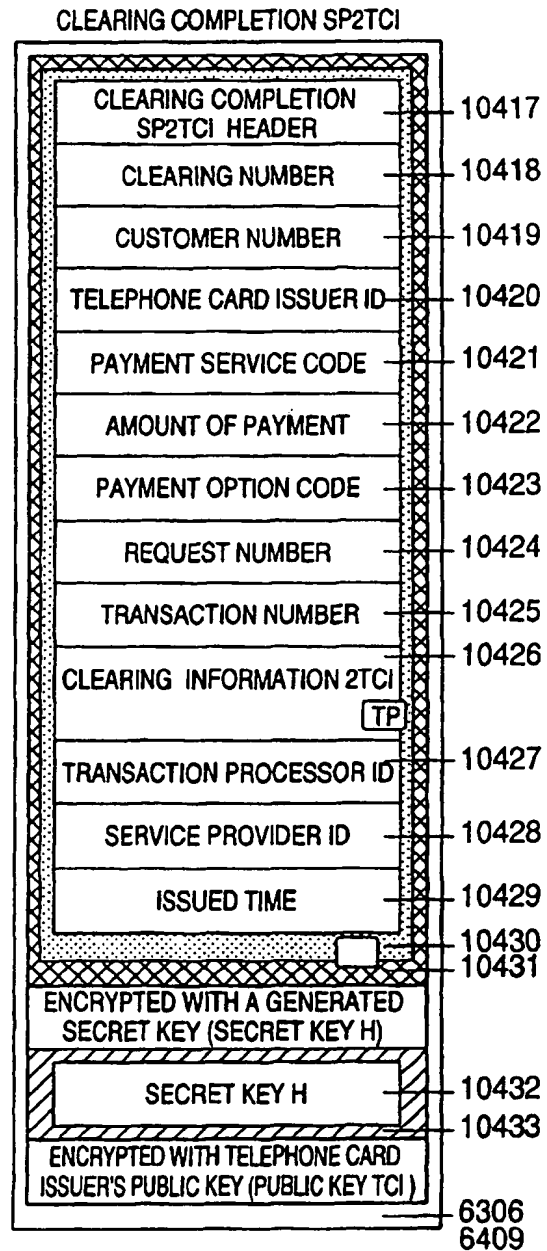 CLEARING COMPLETION SP2TCI
CLEARING COMPLETION
SP2TCI HEADER
10417
CLEARING NUMBER
10418
CUSTOMER NUMBER
10419
TELEPHONE CARD ISSUER ID
10420
PAYMENT SERVICE CODE
10421
AMOUNT OF PAYMENT
10422
PAYMENT OPTION CODE
10423
REQUEST NUMBER
10424
TRANSACTION NUMBER
10425
10426
CLEARING INFORMATION 2TCI
TP
TRANSACTION PROCESSOR ID
10427
SERVICE PROVIDER ID
10428
ISSUED TIME
10429
10430
10431
ENCRYPTED WITH A GENERATED
SECRET KEY (SECRET KEY H)
SECRET KEY H
10432
10433
ENCRYPTED WITH TELEPHONE CARD
ISSUER'S PUBLIC KEY (PUBLIC KEY TCI)
6306
6409